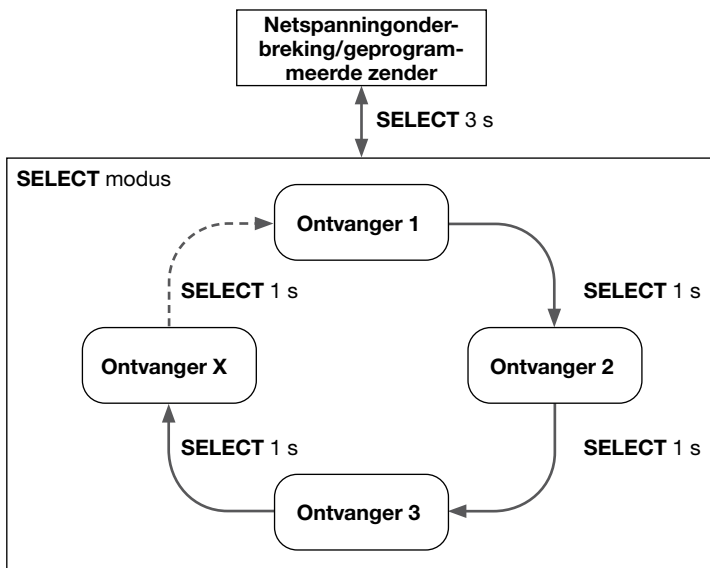 Netspanningonder-
breking/geprogram-
meerde zender
SELECT 3 s
SELECT modus
Ontvanger 1
SELECT 1 s
SELECT 1 s
Ontvanger X
Ontvanger 2
SELECT 1 s
SELECT 1 s
Ontvanger 3